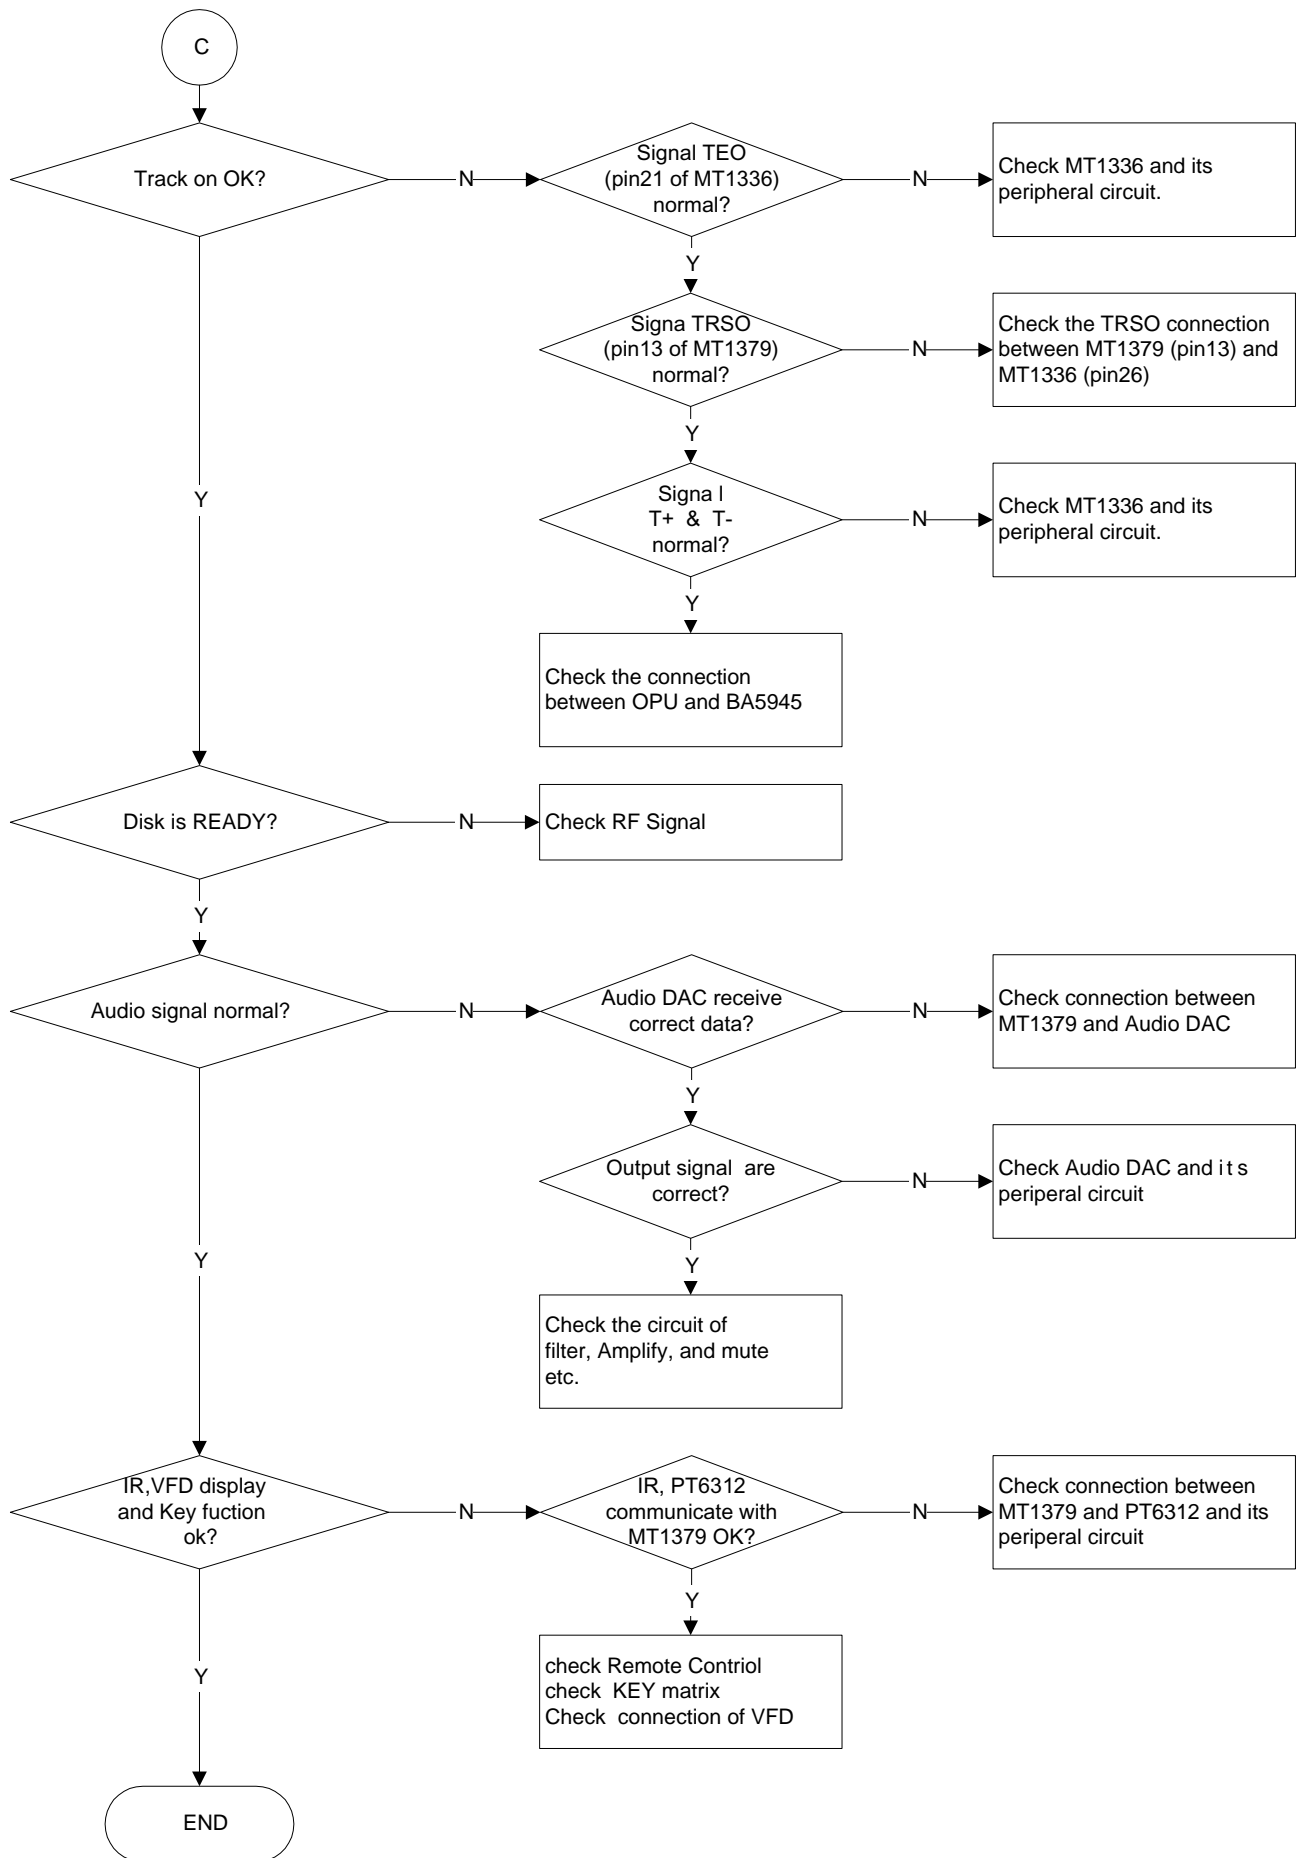 C
Track on OK?
N
Signal TEO
(pin21 of MT1336)
normal?
N
Check MT1336 and its
peripheral circuit.
Y
Signa TRSO
(pin13 of MT1379)
normal?
N
Check the TRSO connection
between MT1379 (pin13) and
MT1336 (pin26)
Y
Y
Signa l
T+ & T-
normal?
N
Check MT1336 and its
peripheral circuit.
Y
Check the connection
between OPU and BA5945
Disk is READY?
N
Check RF Signal
Y
Audio signal normal?
N
Audio DAC receive
correct data?
N
Check connection between
MT1379 and Audio DAC
Y
Output signal are
correct?
N
Check Audio DAC and its
periperal circuit
Y
Y
Check the circuit of
filter, Amplify, and mute
etc.
IR,VFD display
and Key fuction
ok?
N
IR, PT6312
communicate with
MT1379 OK?
N
Check connection between
MT1379 and PT6312 and its
periperal circuit
Y
Y
check Remote Contriol
check KEY matrix
Check connection of VFD
END